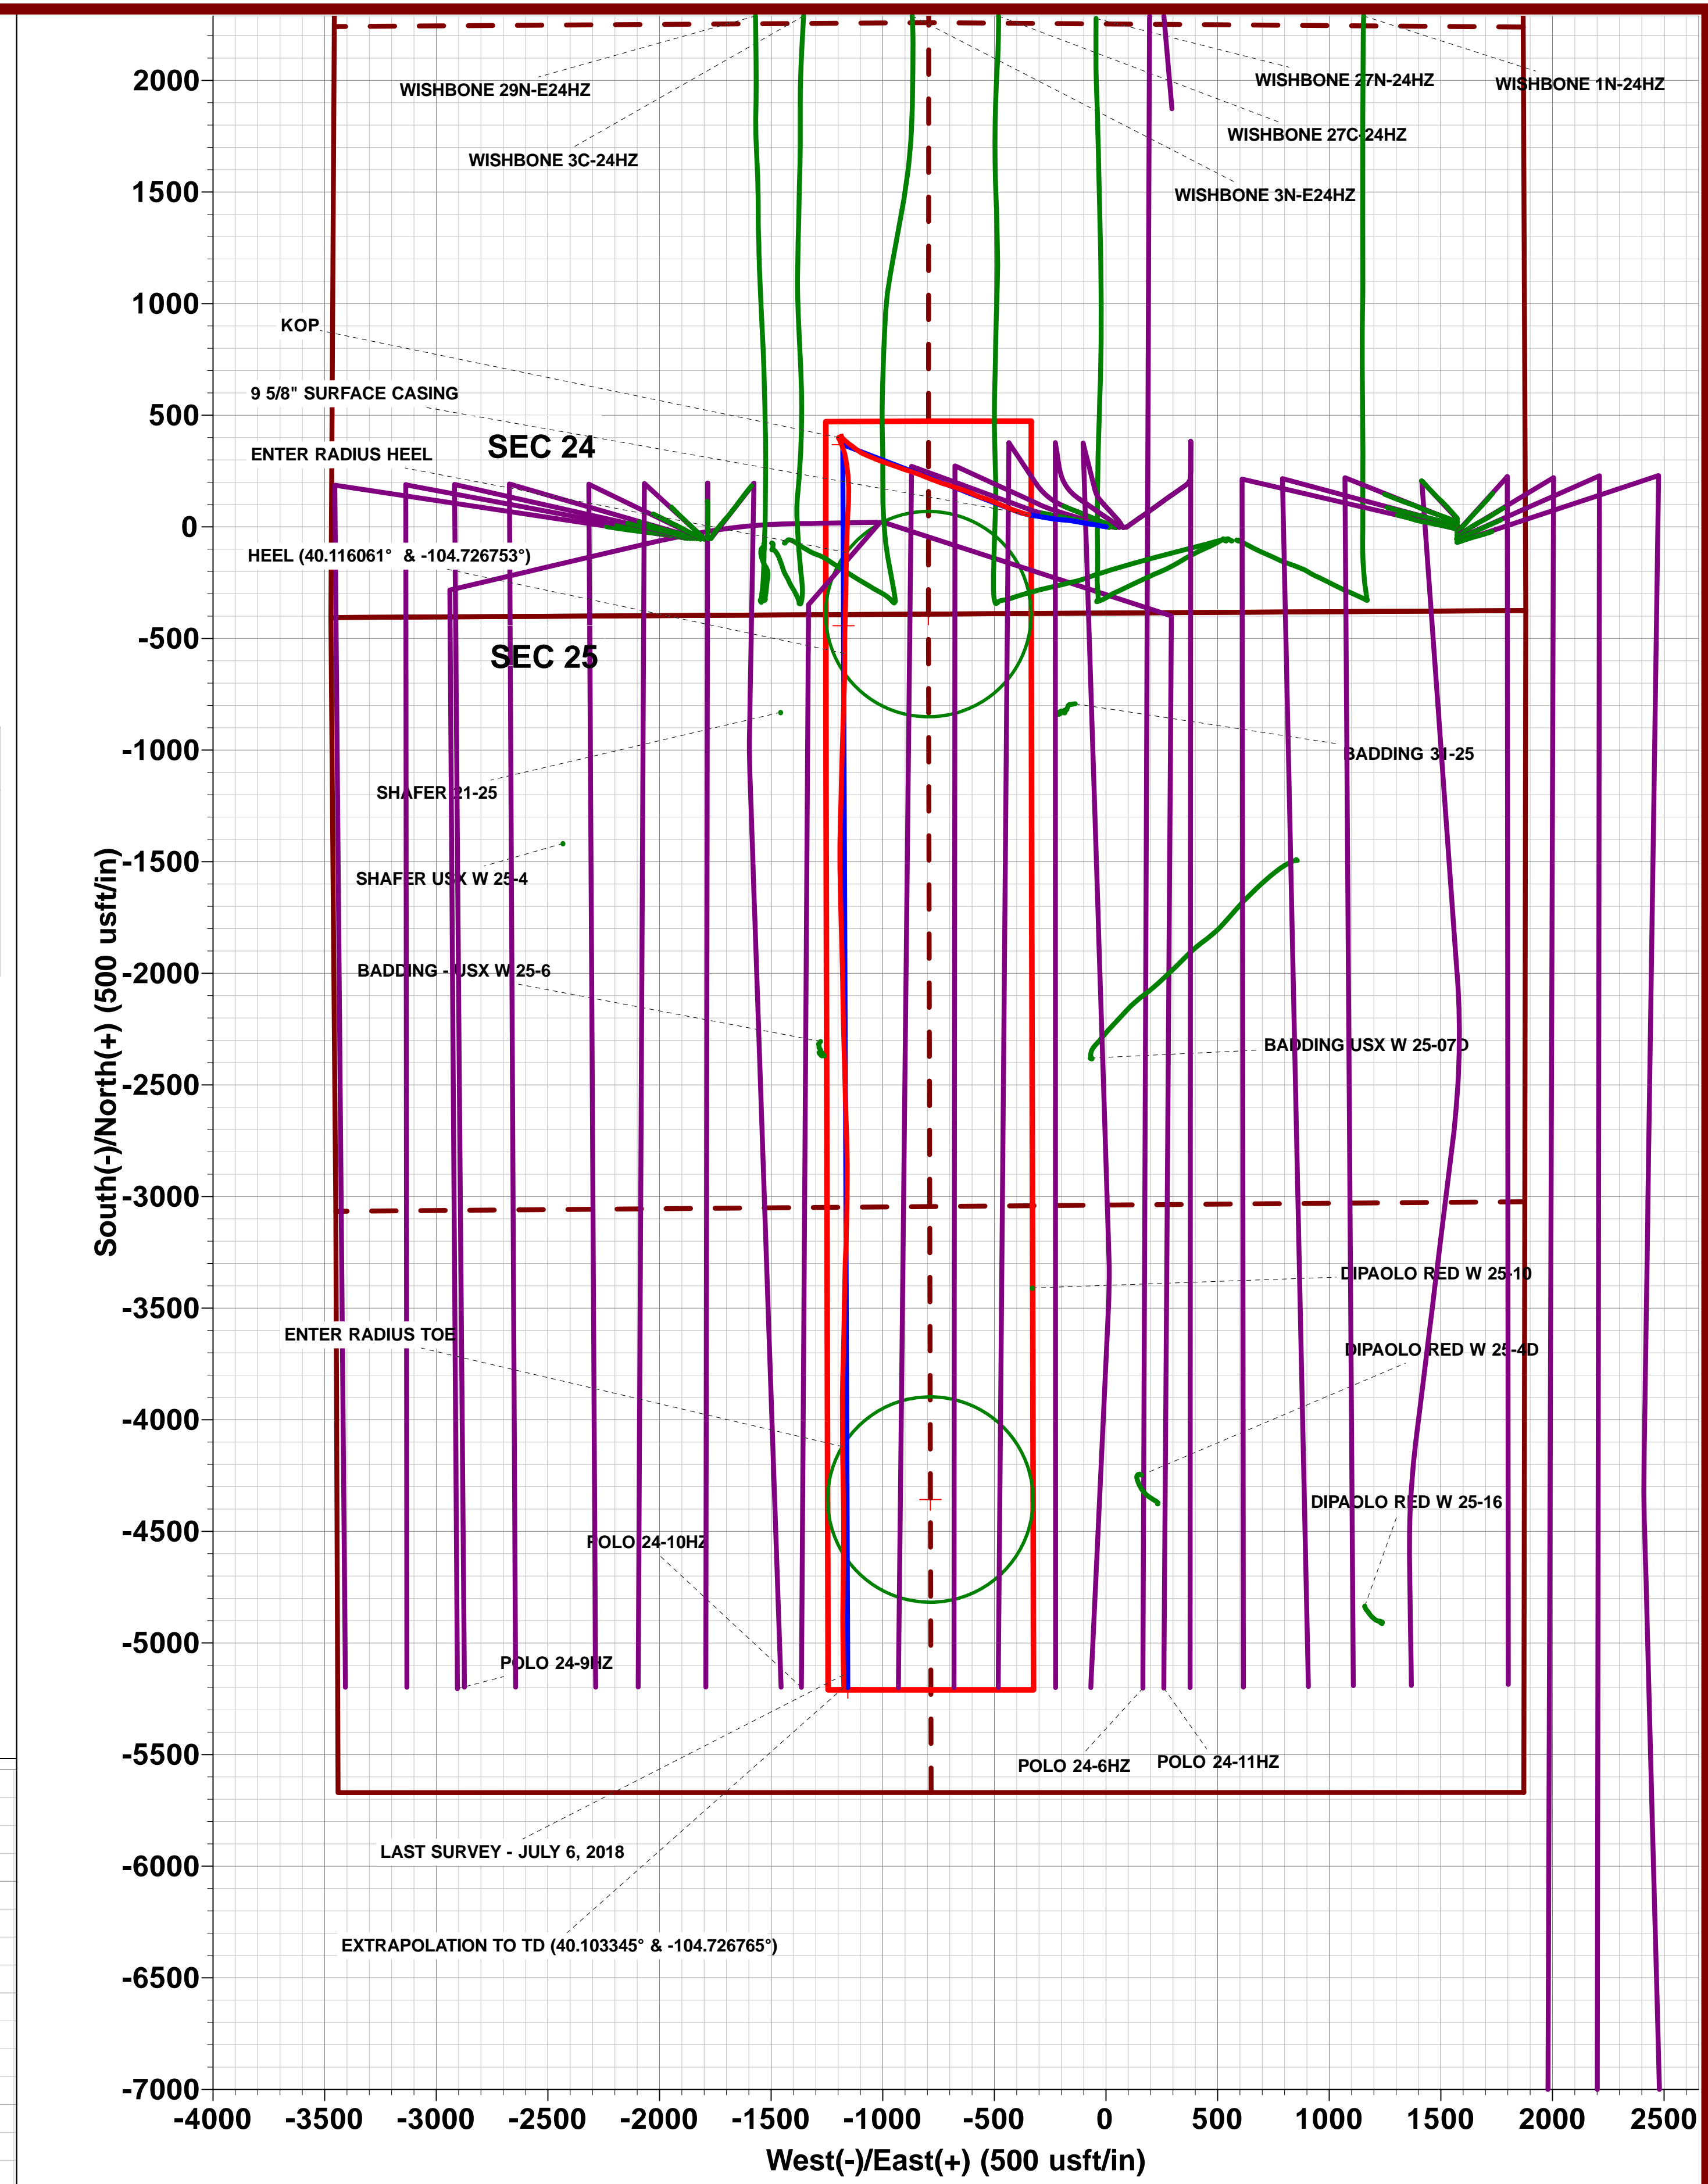 WISHBONE 29N-E24HZ
WISHBONE 3C-24HZ
WISHBONE 27N-24HZ
WISHBONE 1N-24HZ
WISHBONE 27C-24HZ
WISHBONE 3N-E24HZ
KOP
9 5/8" SURFACE CASING
ENTER RADIUS HEEL
SEC 24
HEEL (40.116061° & -104.726753°)
SEC 25
SHAFER 21-25
BADDING 31-25
SHAFER USX W 25-4
BADDING - USX W 25-6
BADDING USX W 25-07D
DIPAOLO RED W 25-10
ENTER RADIUS TOE
DIPAOLO RED W 25-4D
DIPAOLO RED W 25-16
POLO 24-10HZ
POLO 24-9HZ
POLO 24-6HZ
POLO 24-11HZ
LAST SURVEY - JULY 6, 2018
EXTRAPOLATION TO TD (40.103345° & -104.726765°)
2000
1500
1000
500
0
-500
-1000
-1500
-2000
-2500
-3000
-3500
-4000
-4500
-5000
-5500
-6000
-6500
-7000
South(-)/North(+) (500 usft/in)
-4000 -3500 -3000 -2500 -2000 -1500 -1000 -500 0 500 1000 1500 2000 2500
West(-)/East(+) (500 usft/in)